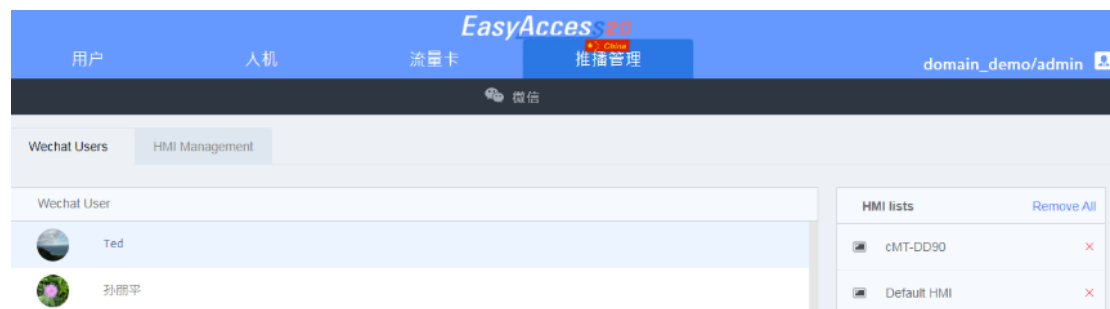 EasyAccess2.0
China
用户 人机 流量卡 推播管理 domain_demo/admin
微信
Wechat Users HMI Management
Wechat User HMI lists Remove All
Ted cMT-DD90
孙丽平 Default HMI